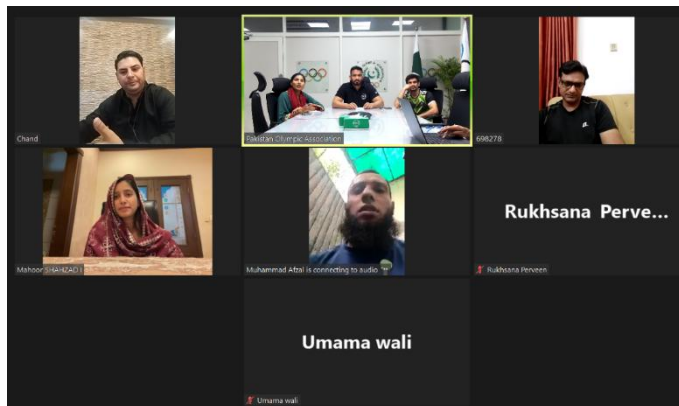 Chand
Pakistan Olympic Association
698278
Mahoor SHAHZAD I
Muhammad Afzal is connecting to audio
Rukhsana Perve...
Rukhsana Perveen
Umama wali
Umama wali